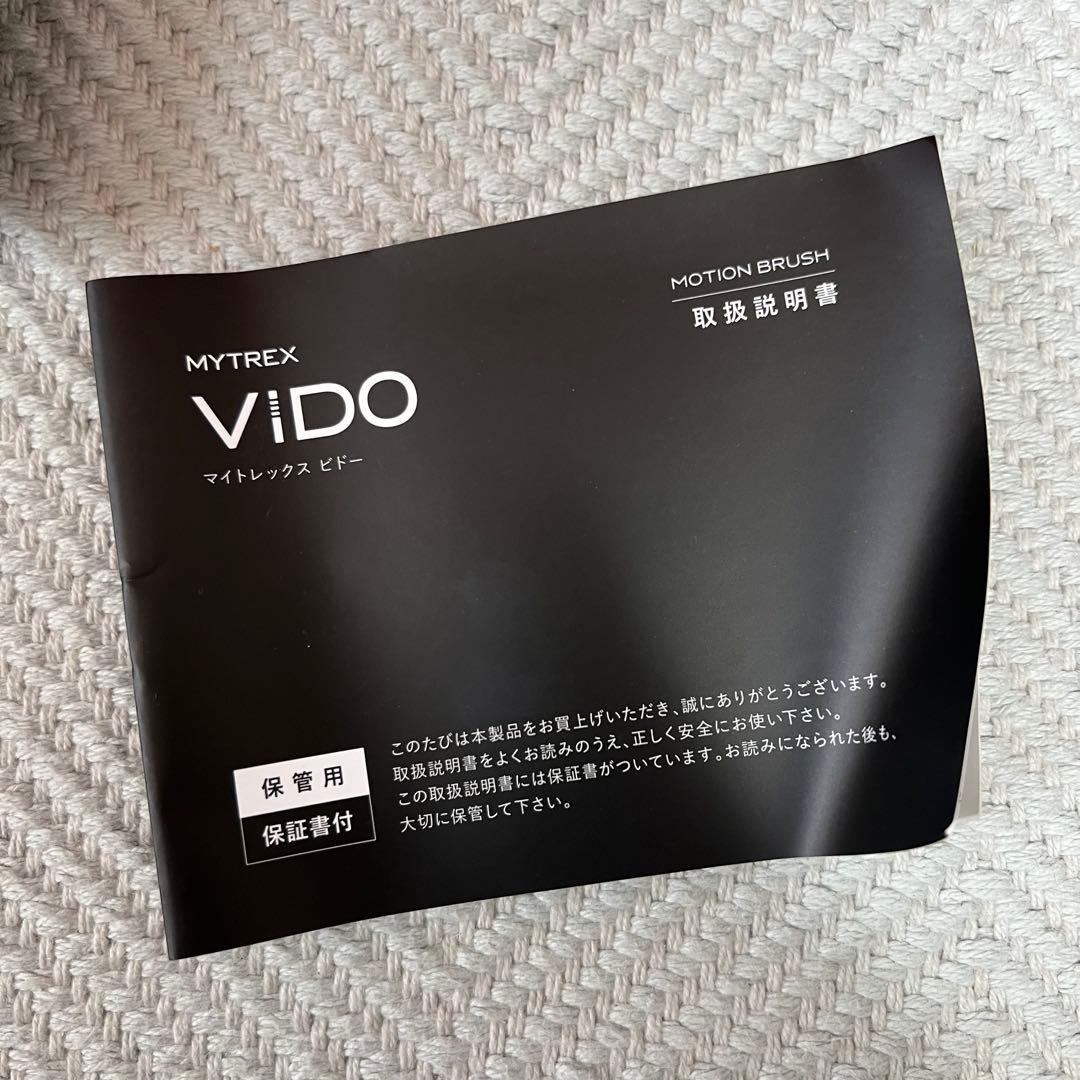 MOTION BRUSH
取扱説明書
MYTREX
ViDO
マイトレックス ビドー
このたびは本製品をお買上げいただき、誠にありがとうございます。
取扱説明書をよくお読みのうえ、正しく安全にお使い下さい。
この取扱説明書には保証書がついています。お読みになられた後も、
大切に保管して下さい。
保管用
保証書付